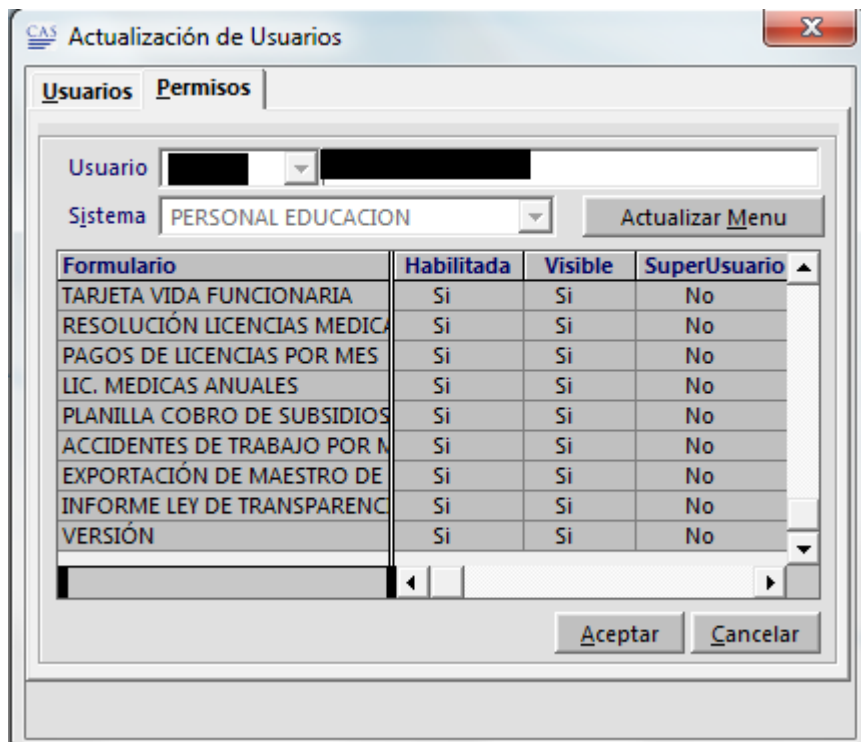 CAS Actualización de Usuarios
Usuarios Permisos
Usuario
Sistema PERSONAL EDUCACION Actualizar Menu
Formulario Habilitada Visible SuperUsuario
TARJETA VIDA FUNCIONARIA Si Si No
RESOLUCIÓN LICENCIAS MEDICA Si Si No
PAGOS DE LICENCIAS POR MES Si Si No
LIC. MEDICAS ANUALES Si Si No
PLANILLA COBRO DE SUBSIDIOS Si Si No
ACCIDENTES DE TRABAJO POR M Si Si No
EXPORTACIÓN DE MAESTRO DE Si Si No
INFORME LEY DE TRANSPARENC Si Si No
VERSIÓN Si Si No
Aceptar Cancelar